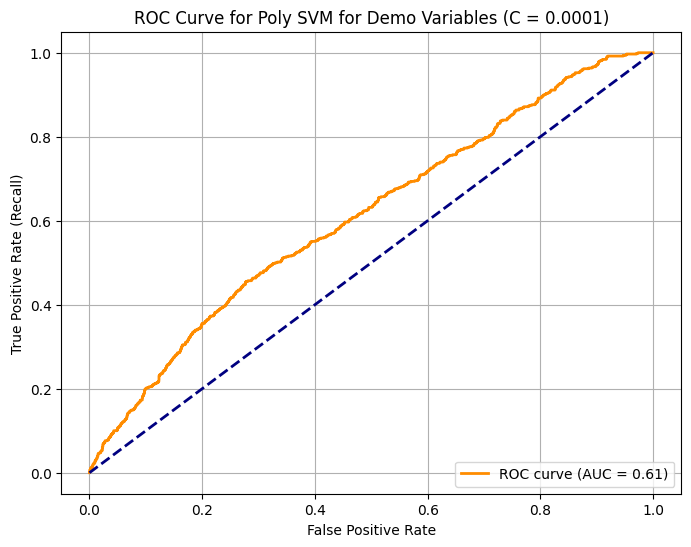 ROC Curve for Poly SVM for Demo Variables (C = 0.0001)
True Positive Rate (Recall)
1.0
0.8
0.6
0.4
0.2
0.0
ROC curve (AUC = 0.61)
0.0 0.2 0.4 0.6 0.8 1.0
False Positive Rate